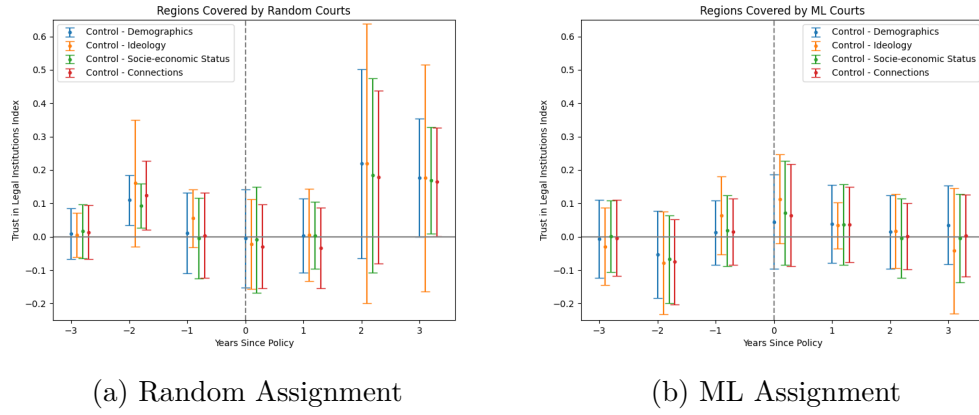 Regions Covered by Random Courts
Control - Demographics
Control - Ideology
Control - Socie-economic Status
Control - Connections
Trust in Legal Institutions Index
0.6
0.5
0.4
0.3
0.2
0.1
0.0
−0.1
−0.2
−3 −2 −1 0 1 2 3
Years Since Policy
(a) Random Assignment
Regions Covered by ML Courts
Control - Demographics
Control - Ideology
Control - Socie-economic Status
Control - Connections
Trust in Legal Institutions Index
0.6
0.5
0.4
0.3
0.2
0.1
0.0
−0.1
−0.2
−3 −2 −1 0 1 2 3
Years Since Policy
(b) ML Assignment